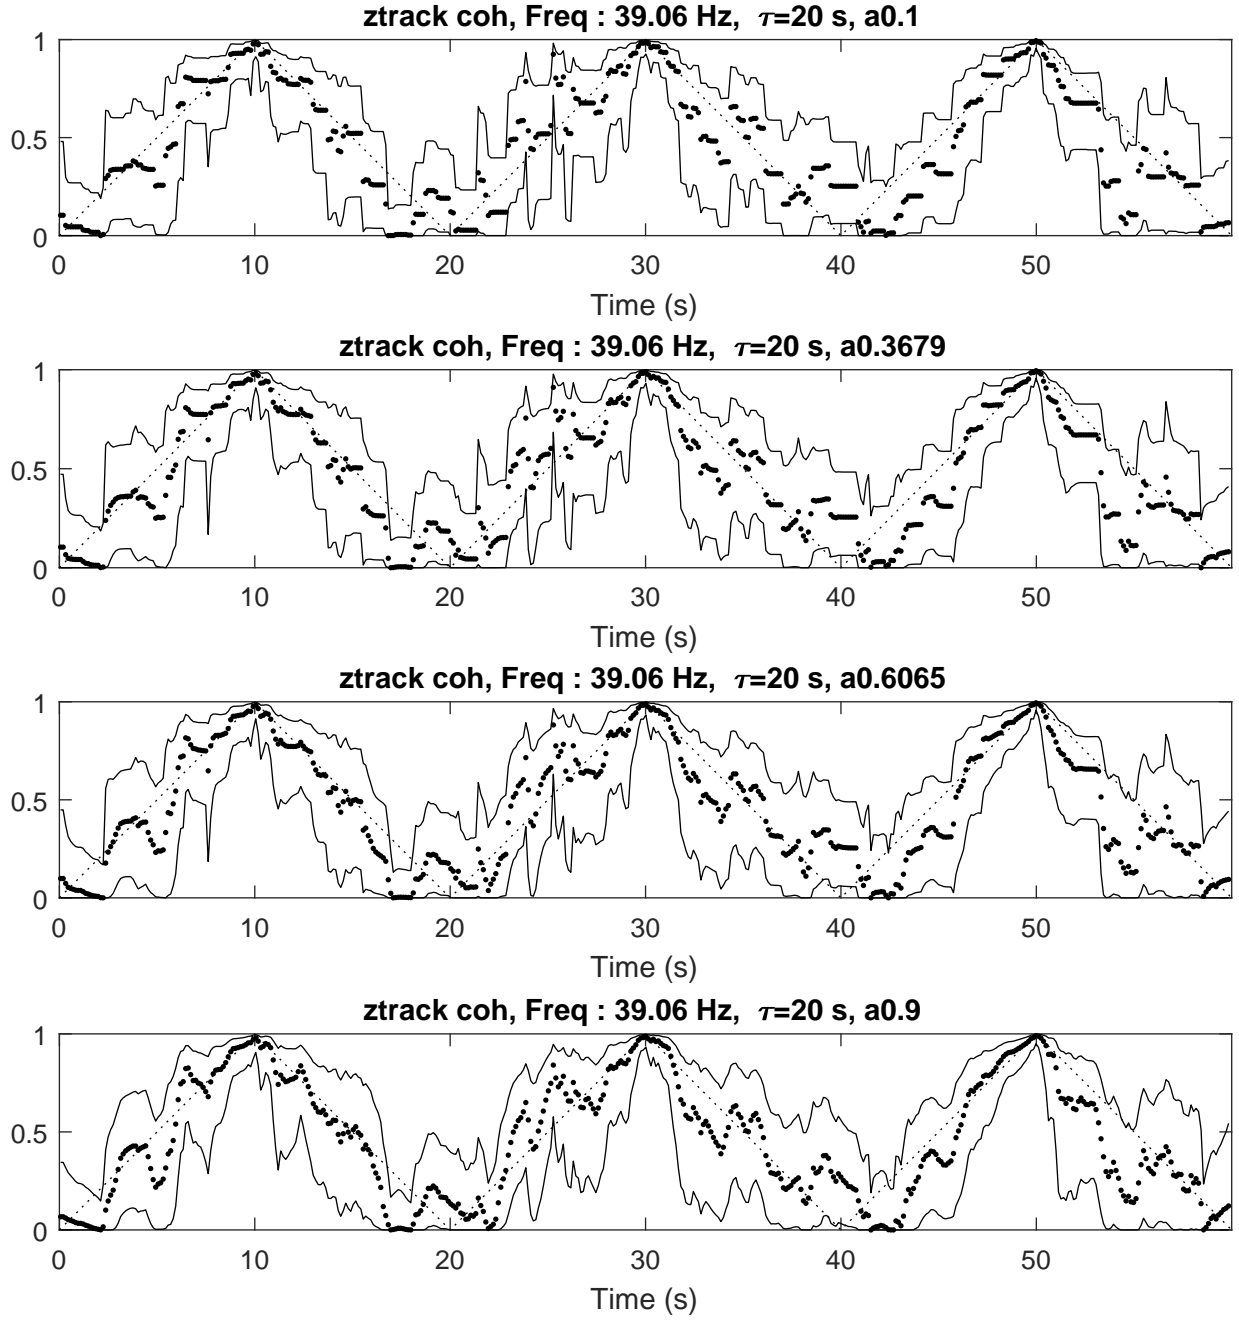 ztrack coh, Freq : 39.06 Hz, τ=20 s, a0.1
1
0.5
0
0 10 20 30 40 50
Time (s)
ztrack coh, Freq : 39.06 Hz, τ=20 s, a0.3679
1
0.5
0
0 10 20 30 40 50
Time (s)
ztrack coh, Freq : 39.06 Hz, τ=20 s, a0.6065
1
0.5
0
0 10 20 30 40 50
Time (s)
ztrack coh, Freq : 39.06 Hz, τ=20 s, a0.9
1
0.5
0
0 10 20 30 40 50
Time (s)